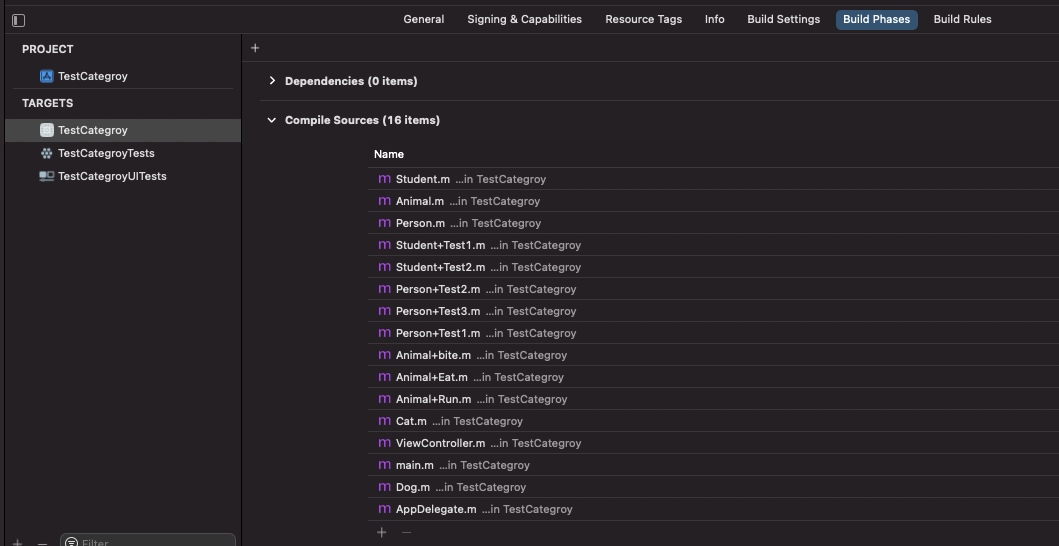 General Signing & Capabilities Resource Tags Info Build Settings Build Phases Build Rules
PROJECT
TestCategroy
TARGETS
TestCategroy
TestCategroyTests
TestCategroyUITests
Filter
Dependencies (0 items)
Compile Sources (16 items)
Name
m Student.m ...in TestCategroy
m Animal.m ...in TestCategroy
m Person.m ...in TestCategroy
m Student+Test1.m ...in TestCategroy
m Student+Test2.m ...in TestCategroy
m Person+Test2.m ...in TestCategroy
m Person+Test3.m ...in TestCategroy
m Person+Test1.m ...in TestCategroy
m Animal+bite.m ...in TestCategroy
m Animal+Eat.m ...in TestCategroy
m Animal+Run.m ...in TestCategroy
m Cat.m ...in TestCategroy
m ViewController.m ...in TestCategroy
m main.m ...in TestCategroy
m Dog.m ...in TestCategroy
m AppDelegate.m ...in TestCategroy